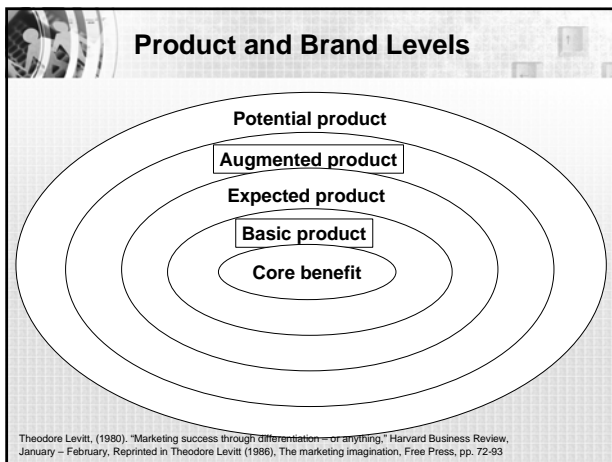 Product and Brand Levels
Potential product
Augmented product
Expected product
Basic product
Core benefit
Theodore Levitt, (1980). “Marketing success through differentiation – or anything,” Harvard Business Review,
January – February, Reprinted in Theodore Levitt (1986), The marketing imagination, Free Press, pp. 72-93